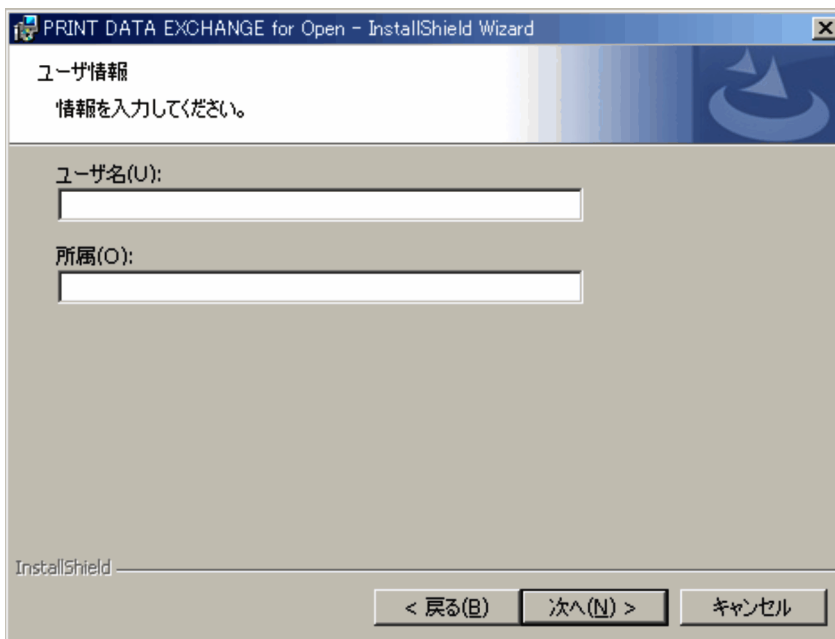 PRINT DATA EXCHANGE for Open - InstallShield Wizard
ユーザ情報
情報を入力してください。
ユーザ名(U):
所属(O):
InstallShield
< 戻る(B)
次へ(N) >
キャンセル